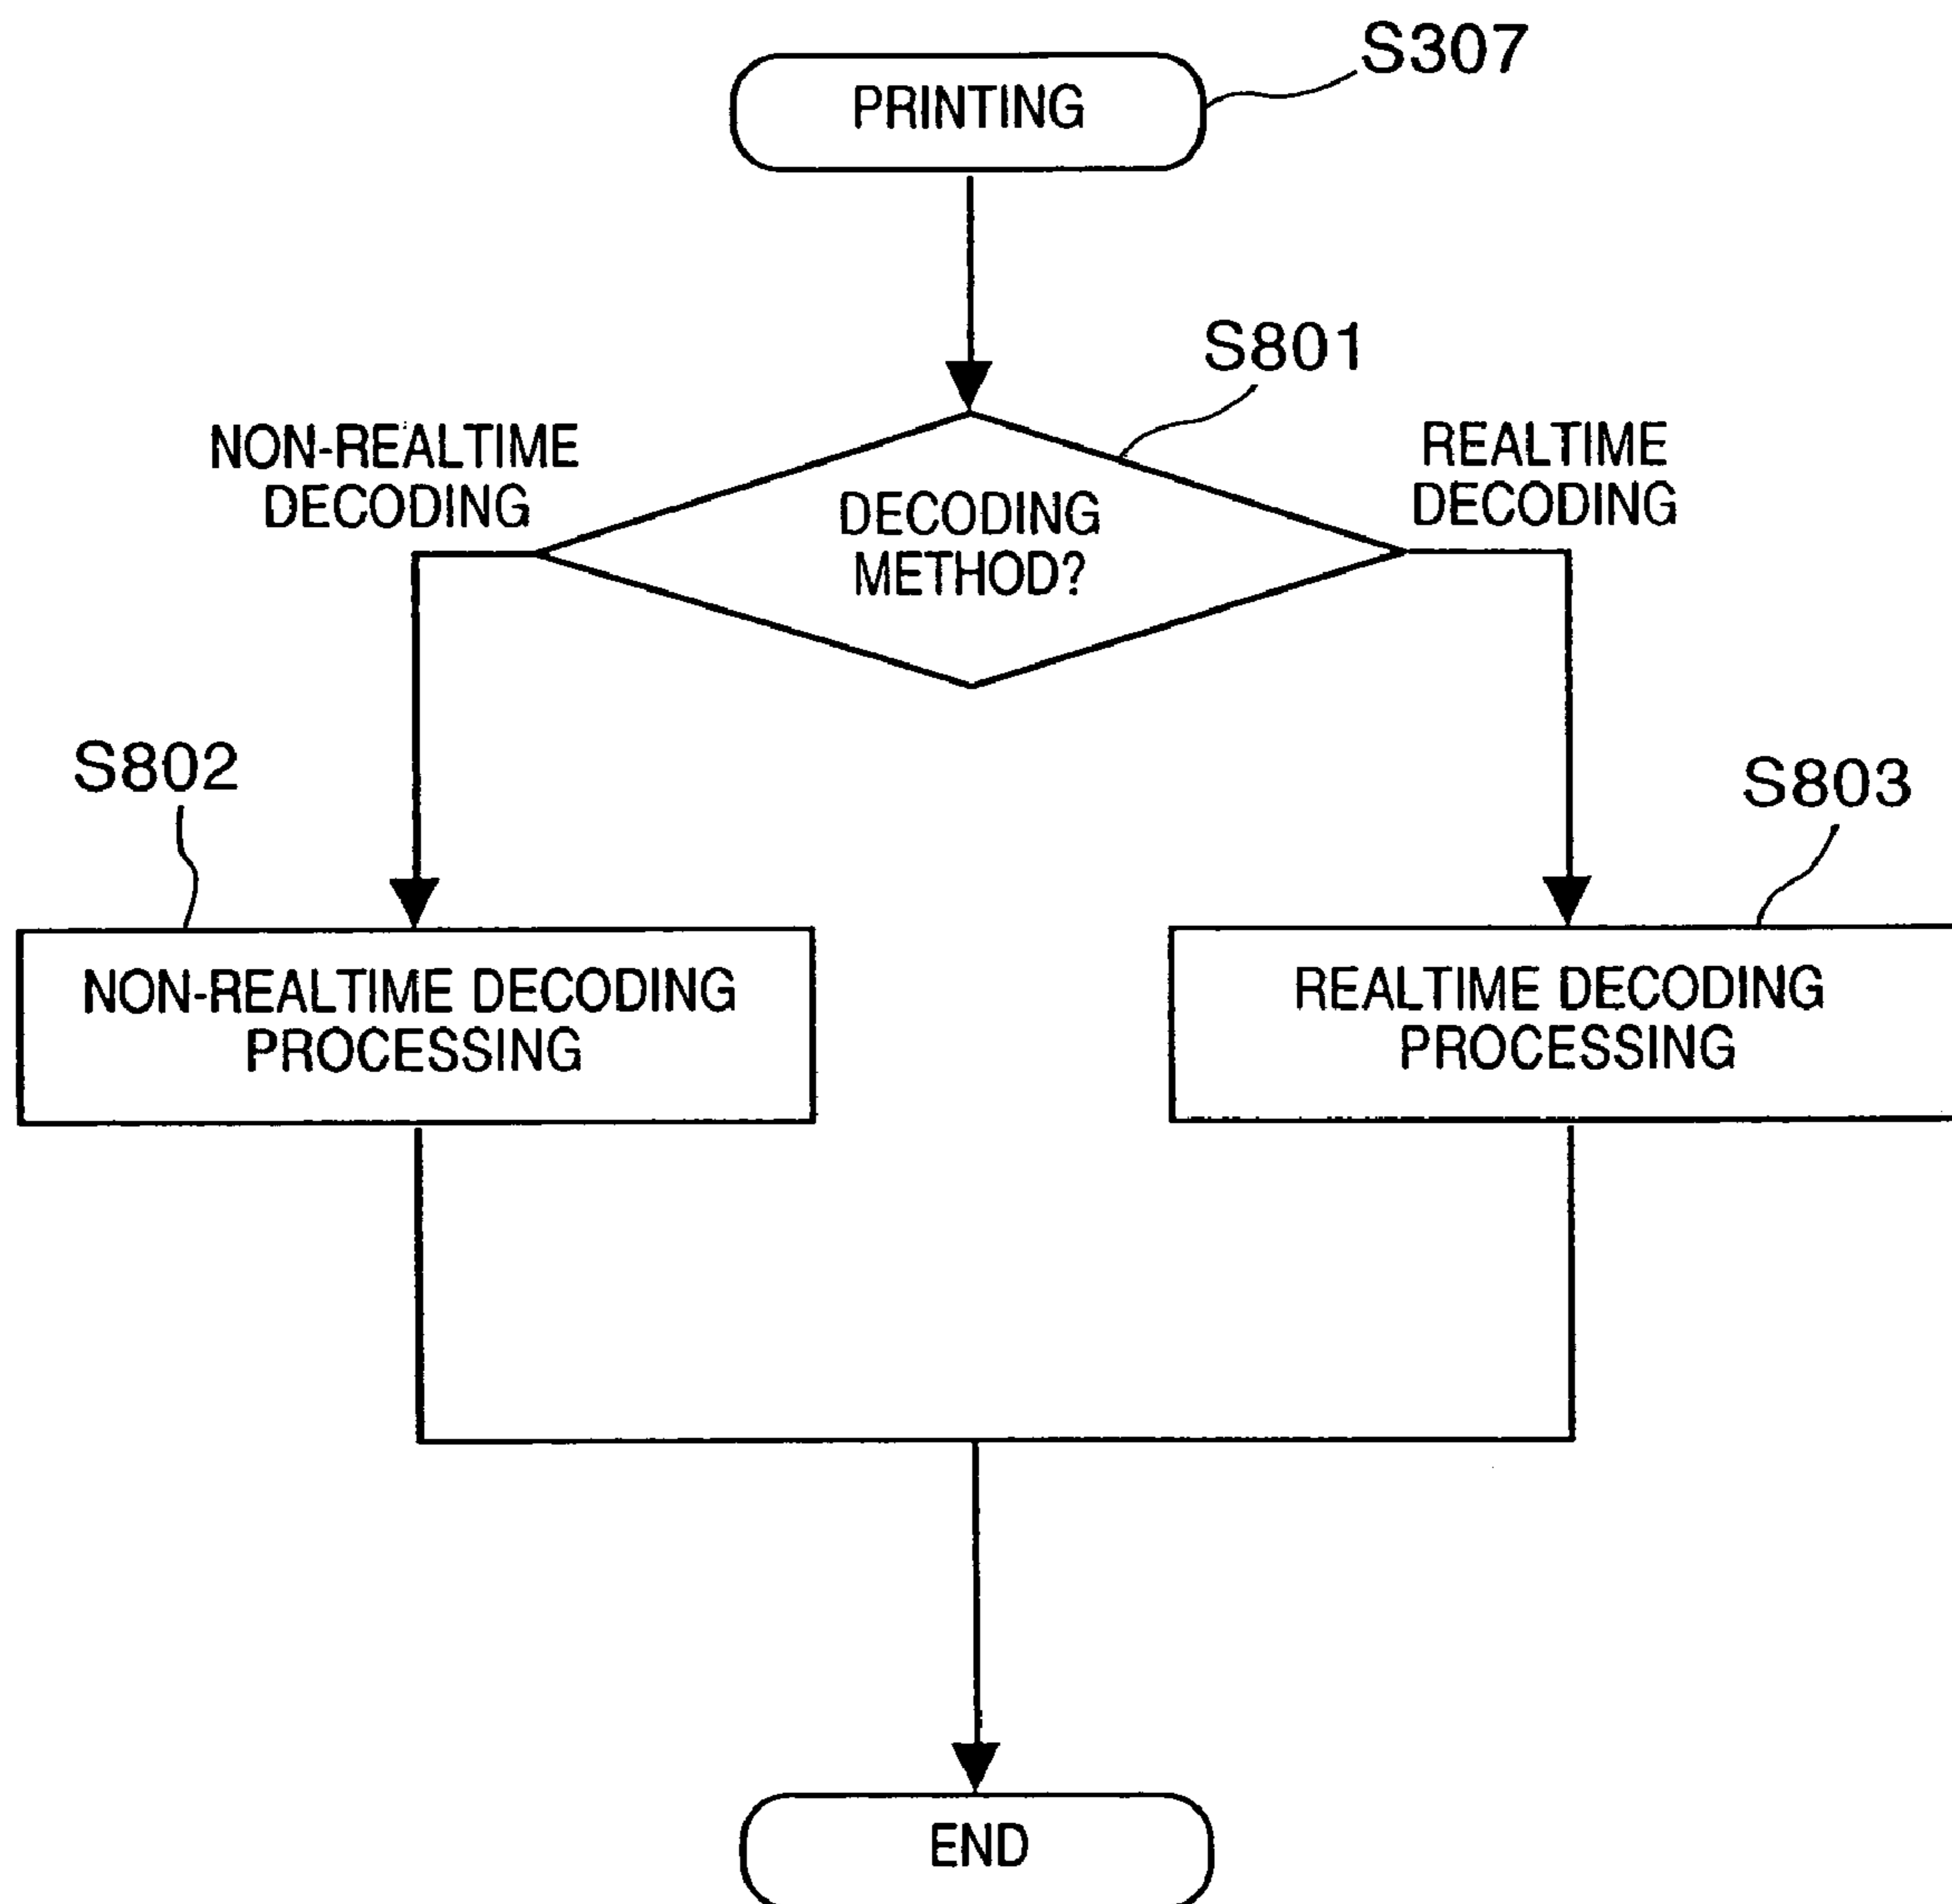 S307
PRINTING
S801
NON-REALTIME
DECODING
DECODING
METHOD?
REALTIME
DECODING
S802
S803
NON-REALTIME DECODING
PROCESSING
REALTIME DECODING
PROCESSING
END